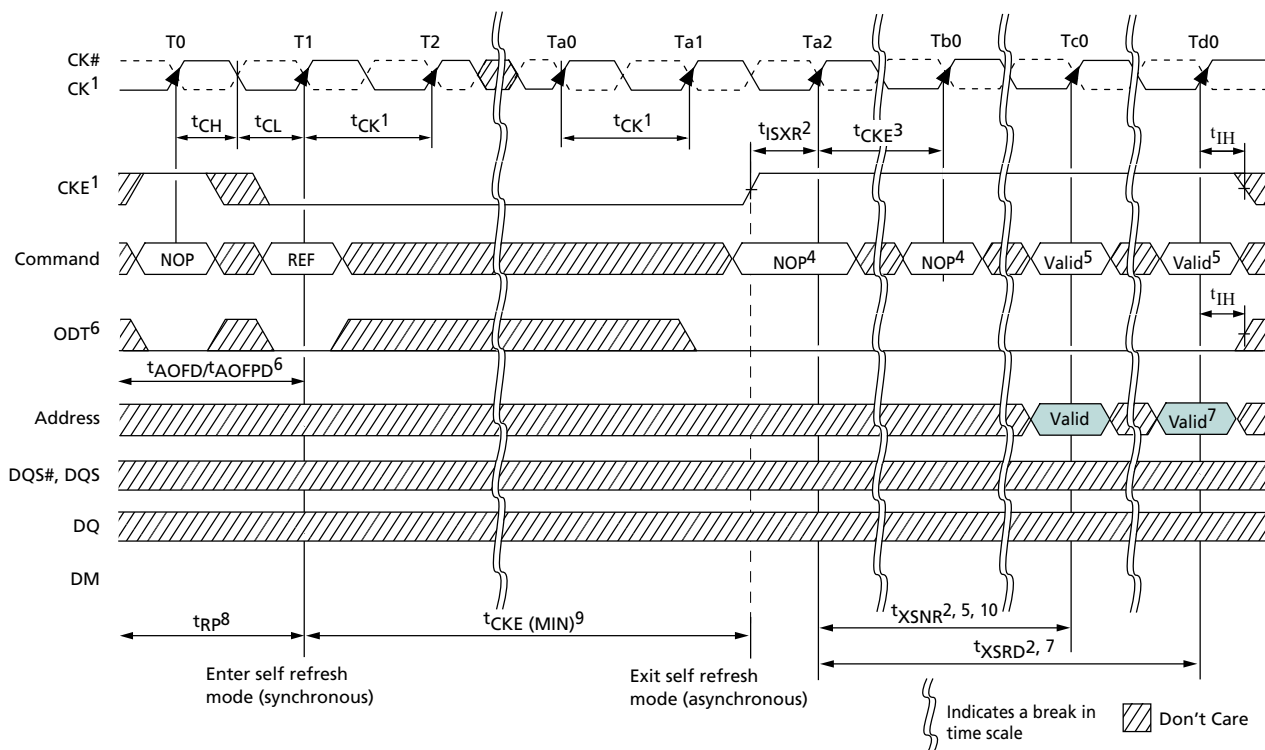 T0 T1 T2 Ta0 Ta1 Ta2 Tb0 Tc0 Td0
CK#
CK1
tCH tCL tCK1 tCK1 tISXR2 tCKE3 tIH
CKE1
Command NOP REF NOP4 NOP4 Valid5 Valid5
tIH
ODT6
tAOFD/tAOFPD6
Address Valid Valid7
DQS#, DQS
DQ
DM
tRP8 tCKE (MIN)9 tXSNR2, 5, 10
tXSRD2, 7
Enter self refresh
mode (synchronous)
Exit self refresh
mode (asynchronous)
Indicates a break in
time scale
Don't Care